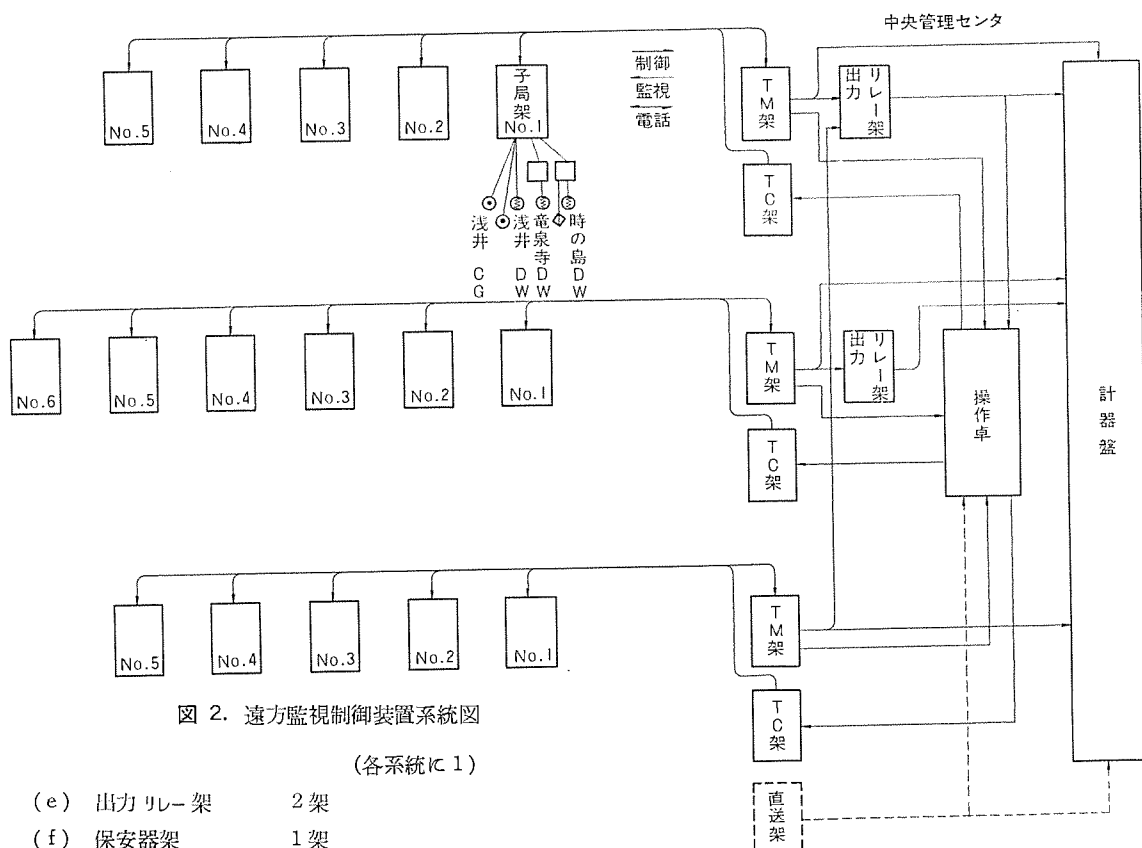 中央管理センタ
制御
監視
電話
No.5
No.4
No.3
No.2
子局架
No.1
TM架
出力リレー架
TC架
浅井 CG
浅井 DW
竜泉寺DW
時の島DW
No.6
No.5
No.4
No.3
No.2
No.1
TM架
出力リレー架
TC架
操作卓
計器盤
No.5
No.4
No.3
No.2
No.1
TM架
TC架
直送架
図 2. 遠方監視制御装置系統図
(各系統に1)
(e) 出力リレー架 2架
(f) 保安器架 1架